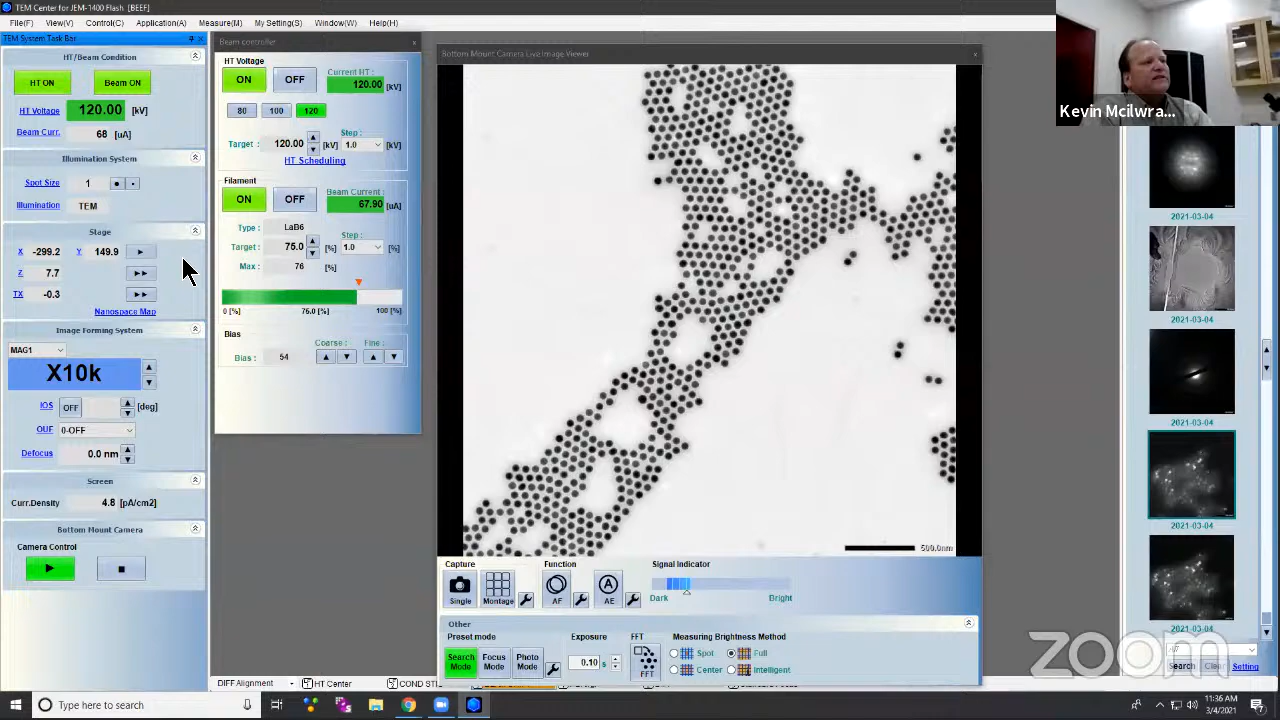 TEM Center for JEM-1400 Flash [BEEF]
File(F) View(V) Control(C) Application(A) Measurement(M) My Setting(S) Window(W) Help(H)
TEM System Task Bar
HT/Beam Condition
HT ON Beam ON
HT Voltage 120.00 [kV]
Beam Curr. 68 [uA]
Illumination System
Spot Size 1
Illumination TEM
Stage
X -299.2 Y 149.9
Z 7.7
TX -0.3
Nanospace Map
Image Forming System
MAG1
X10k
IOS OFF [deg]
OUF 0-OFF
Defocus 0.0 nm
Screen
Curr.Density 4.8 [pA/cm2]
Bottom Mount Camera
Camera Control
Beam controller
HT Voltage
ON OFF Current HT: 120.00 [kV]
80 100 120
Target : 120.00 [kV] Step : 1.0 [kV]
HT Scheduling
Filament
ON OFF Beam Current : 67.90 [uA]
Type : LaB6
Target : 75.0 [%] Step : 1.0 [%]
Max : 76 [%]
0 [%] 75.0 [%] 100 [%]
Bias
Coarse : Fine :
Bias : 54
Bottom Mount Camera Live Image Viewer
500.0nm
Capture Function Signal Indicator
Single Montage AF AE
Dark Bright
Other
Preset mode Exposure FFT Measuring Brightness Method
Search Mode Focus Mode Photo Mode 0.10 s FFT
Spot Full
Center Intelligent
Kevin Mcilwra...
2021-03-04
2021-03-04
2021-03-04
2021-03-04
2021-03-04
Search Clear Setting
zoom
DIFF Alignment HT Center COND STIG
Type here to search
11:36 AM
3/4/2021